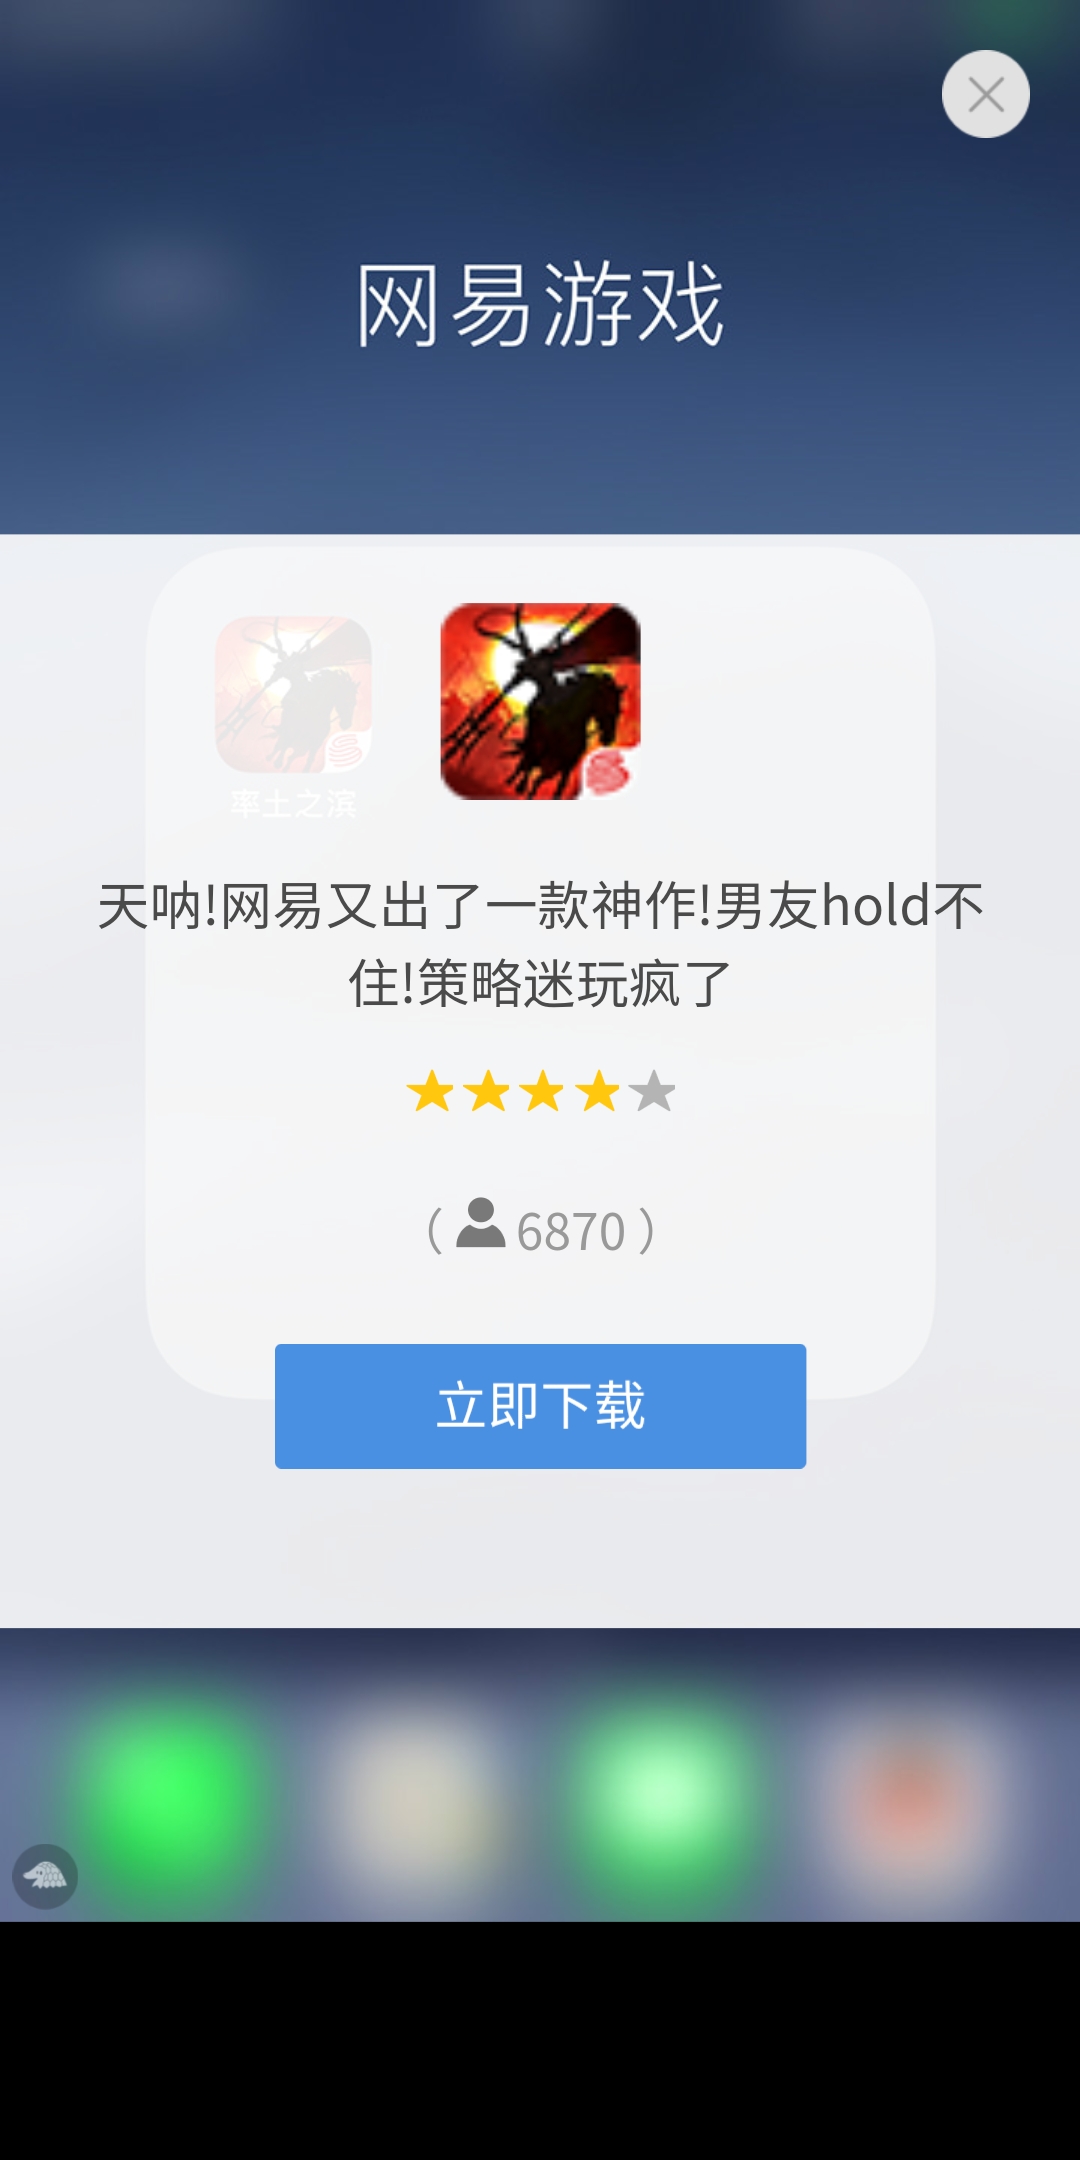 网易游戏
率土之滨
天呐!网易又出了一款神作!男友hold不
住!策略迷玩疯了
(6870)
立即下载